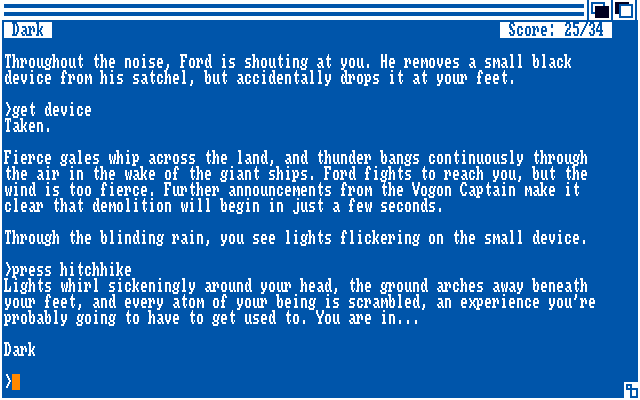 Dark
Score: 25/34
Throughout the noise, Ford is shouting at you. He removes a small black
device from his satchel, but accidentally drops it at your feet.
>get device
Taken.
Fierce gales whip across the land, and thunder bangs continuously through
the air in the wake of the giant ships. Ford fights to reach you, but the
wind is too fierce. Further announcements from the Vogon Captain make it
clear that demolition will begin in just a few seconds.
Through the blinding rain, you see lights flickering on the small device.
>press hitchhike
Lights whirl sickeningly around your head, the ground arches away beneath
your feet, and every atom of your being is scrambled, an experience you're
probably going to have to get used to. You are in...
Dark
>